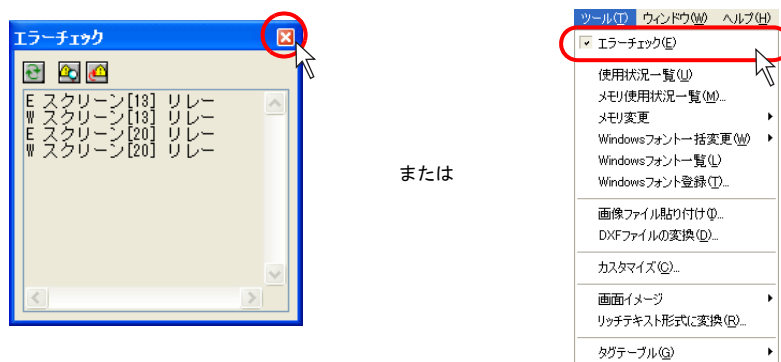 エラーチェック
E スクリーン[13] リレー
W スクリーン[13] リレー
E スクリーン[20] リレー
W スクリーン[20] リレー
または
ツール(T) ウィンドウ(W) ヘルプ(H)
エラーチェック(E)
使用状況一覧(U)
メモリ使用状況一覧(M)...
メモリ変更
Windowsフォント一括変更(W)
Windowsフォント一覧(L)
Windowsフォント登録(T)...
画像ファイル貼り付け(I)...
DXFファイルの変換(D)...
カスタマイズ(C)...
画面イメージ
リッチテキスト形式に変換(R)...
タグテーブル(G)